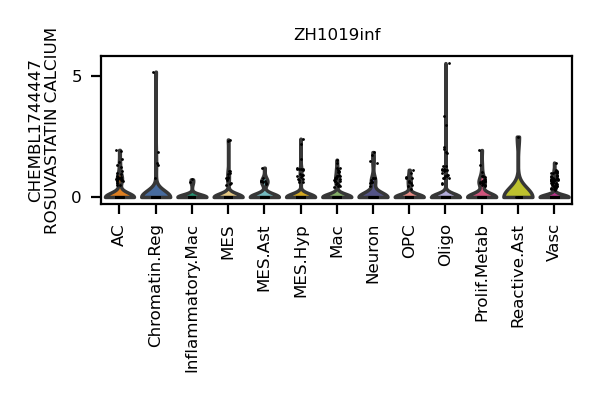 ZH1019inf
CHEMBL1744447
ROSUVASTATIN CALCIUM
5
0
AC
Chromatin.Reg
Inflammatory.Mac
MES
MES.Ast
MES.Hyp
Mac
Neuron
OPC
Oligo
Prolif.Metab
Reactive.Ast
Vasc